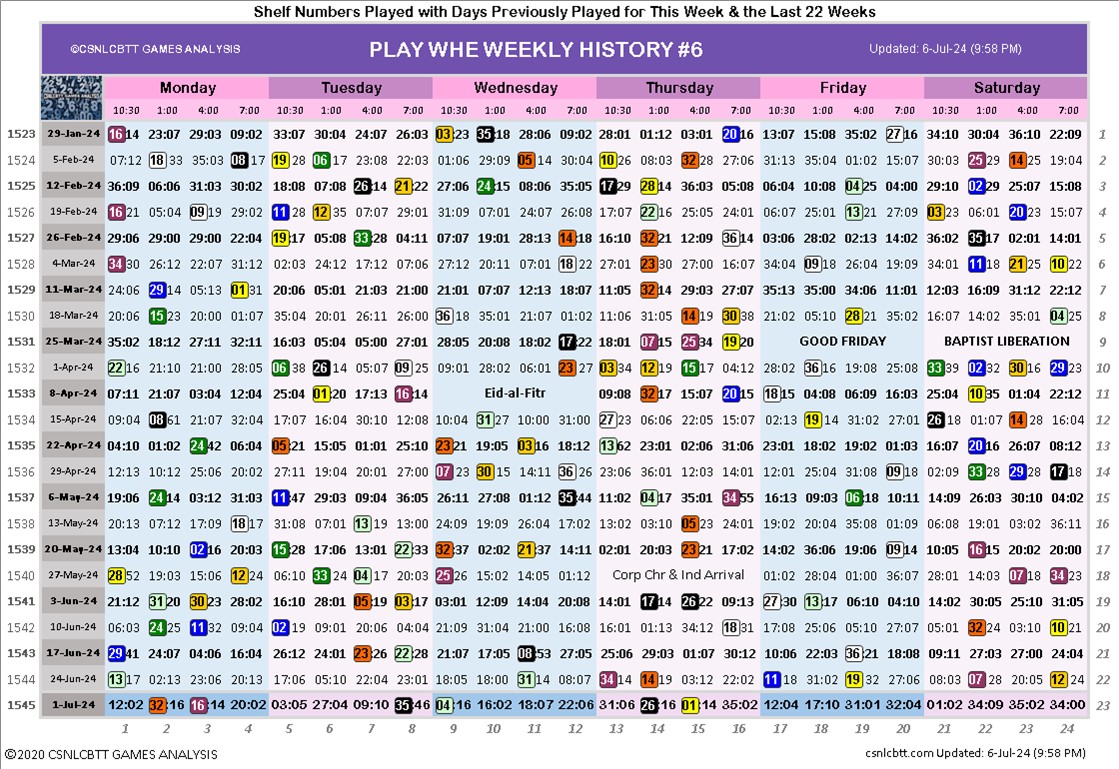 Shelf Numbers Played with Days Previously Played for This Week & the Last 22 Weeks
©CSNLCBTT GAMES ANALYSIS PLAY WHE WEEKLY HISTORY #6 Updated: 6-Jul-24 (9:58 PM)
Monday Tuesday Wednesday Thursday Friday Saturday
10:30 1:00 4:00 7:00 10:30 1:00 4:00 7:00 10:30 1:00 4:00 7:00 10:30 1:00 4:00 7:00 10:30 1:00 4:00 7:00 10:30 1:00 4:00 7:00
1523 29-Jan-24 16:14 23:07 29:03 09:02 33:07 30:04 24:07 26:03 03:23 35:18 28:06 09:02 28:01 01:12 03:01 20:16 13:07 15:08 35:02 27:16 34:10 30:04 36:10 22:09 1
1524 5-Feb-24 07:12 18 33 35:03 08 17 19 28 06 17 23:08 22:03 01:06 29:09 11 14 30:04 10 26 08:03 32 28 27:06 31:13 35:04 01:02 15:07 30:03 25 29 14 25 19:04 2
1525 12-Feb-24 36:09 06:06 31:03 30:02 18:08 07:08 26:14 21:22 27:06 24:15 08:06 35:05 17:29 28:14 36:03 05:08 06:04 10:08 04:25 04:00 29:10 02:29 25:07 15:08 3
1526 19-Feb-24 16 21 05:04 09 19 29:02 11 28 12 35 07:07 29:01 31:09 07:01 24:07 26:08 17:07 22 16 25:05 24:01 06:07 25:01 13 21 27:09 03 23 06:01 20 23 15:07 4
1527 26-Feb-24 29:06 29:00 29:00 22:04 19:17 05:08 33:28 04:11 07:07 19:01 28:13 14:18 16:10 32:21 12:09 36:14 03:06 28:02 02:13 14:02 36:02 35:17 02:01 14:01 5
1528 4-Mar-24 34 30 26:12 22:07 31:12 02:03 24:12 17:12 07:06 27:12 20:11 07:01 18 22 27:01 23 30 07:00 16:07 34:04 09 18 26:04 19:09 34:01 11 18 21 25 10 22 6
1529 11-Mar-24 24:06 29:14 05:13 01:31 20:06 05:01 21:03 21:00 21:01 07:07 12:13 18:07 11:05 32:14 29:03 27:07 35:13 35:00 34:06 11:01 12:03 16:09 31:12 22:12 7
1530 18-Mar-24 20:06 15 23 20:00 01:07 35:04 20:01 26:11 28:07 36 18 35:01 21:07 01:02 08:11 31:05 14 19 30 38 21:02 05:10 28 21 35:02 16:07 14:02 35:01 04 25 8
1531 25-Mar-24 35:02 18:12 27:11 32:11 16:03 05:04 05:00 27:01 28:05 20:08 18:03 17:22 18:01 07:15 25:34 19:20 GOOD FRIDAY BAPTIST LIBERATION 9
1532 1-Apr-24 22 16 21:10 21:00 28:05 06 38 26 14 05:07 09 25 09:01 28:02 06:01 23 27 03 34 12 19 15 17 04:12 28:01 36 16 19:08 05:03 33 39 02 32 30 16 29 23 10
1533 8-Apr-24 07:11 21:07 03:04 12:04 25:04 01:20 17:13 16:14 Eid-al-Fitr 09:08 32:17 15:07 20:15 18:15 04:08 06:09 16:03 25:04 10:35 01:04 22:12 11
1534 15-Apr-24 09:04 08 61 21:07 27:05 17:07 16:04 30:10 12:08 10:04 31 27 10:00 31:00 27 23 06:06 22:05 15:07 02:13 19 14 32:02 27:01 26 18 01:07 14 28 16:04 12
1535 22-Apr-24 04:10 01:02 24:42 06:04 05:21 15:05 01:01 25:10 23:21 19:05 03:16 18:12 13:62 23:01 02:06 31:06 23:01 18:02 19:02 01:03 16:07 20:16 26:07 08:12 13
1536 29-Apr-24 12:13 10:12 25:06 20:02 27:11 19:04 20:01 27:00 07 23 30 15 14:11 36 26 23:06 36:01 12:03 14:01 12:01 25:04 31:08 09 18 02:09 33 28 29 28 17 18 14
1537 6-May-24 19:06 24:14 03:12 31:03 11:47 29:03 09:04 36:05 26:11 27:08 01:12 35:44 11:02 04:17 35:01 34:55 16:13 09:03 06:18 10:11 14:09 26:03 30:10 04:02 15
1538 13-May-24 20:13 07:12 17:09 18 17 31:08 07:01 13 19 13:00 24:09 19:09 26:04 17:02 13:02 03:10 05 23 24:01 19:02 20:04 35:08 01:09 06:08 19:01 03:02 36:11 16
1539 20-May-24 13:04 10:10 02:16 20:03 15:28 17:06 13:01 22:33 32:37 02:02 21:37 14:11 02:01 20:03 23:21 17:02 14:02 36:06 19:06 09:14 10:05 16:15 20:02 20:00 17
1540 27-May-24 28 52 19:03 15:06 12 24 06:10 33 24 04 17 20:03 25 26 15:02 14:05 01:12 Corp Chr & Ind Arrival 01:02 28:04 01:00 36:07 28:01 14:03 07 18 34 23 18
1541 3-Jun-24 21:12 31:20 30:23 28:02 16:10 28:01 05:19 03:17 03:01 12:09 14:04 20:08 14:01 17:14 26:22 09:13 27:30 13:17 06:10 04:10 14:02 30:05 25:10 31:05 19
1542 10-Jun-24 06:03 24 25 11 32 09:04 02 19 09:01 20:06 04:04 21:09 31:04 21:00 16:08 16:01 01:13 34:12 18 31 17:08 25:06 05:10 27:07 05:01 32 24 03:10 10 21 20
1543 17-Jun-24 29:41 24:07 04:06 16:04 26:12 24:01 23:26 22:28 21:07 17:05 08:53 27:05 25:06 29:03 01:07 30:12 10:06 22:03 36:21 18:08 09:11 27:03 27:00 24:04 21
1544 24-Jun-24 13 17 02:13 23:06 20:13 17:06 05:10 22:04 23:01 18:05 18:00 31 14 08:07 34 14 14 19 03:12 19:02 11 18 31:06 19 32 27:06 08:03 07 28 20:05 12 24 22
1545 1-Jul-24 12:02 32:16 16:14 20:02 03:05 27:04 09:10 35:46 04:16 16:02 18:07 22:06 31:06 26:16 01:14 35:02 12:04 17:10 31:01 32:04 01:02 34:09 35:02 34:00 23
1 2 3 4 5 6 7 8 9 10 11 12 13 14 15 16 17 18 19 20 21 22 23 24
©2020 CSNLCBTT GAMES ANALYSIS csnlcbtt.com Updated: 6-Jul-24 (9:58 PM)